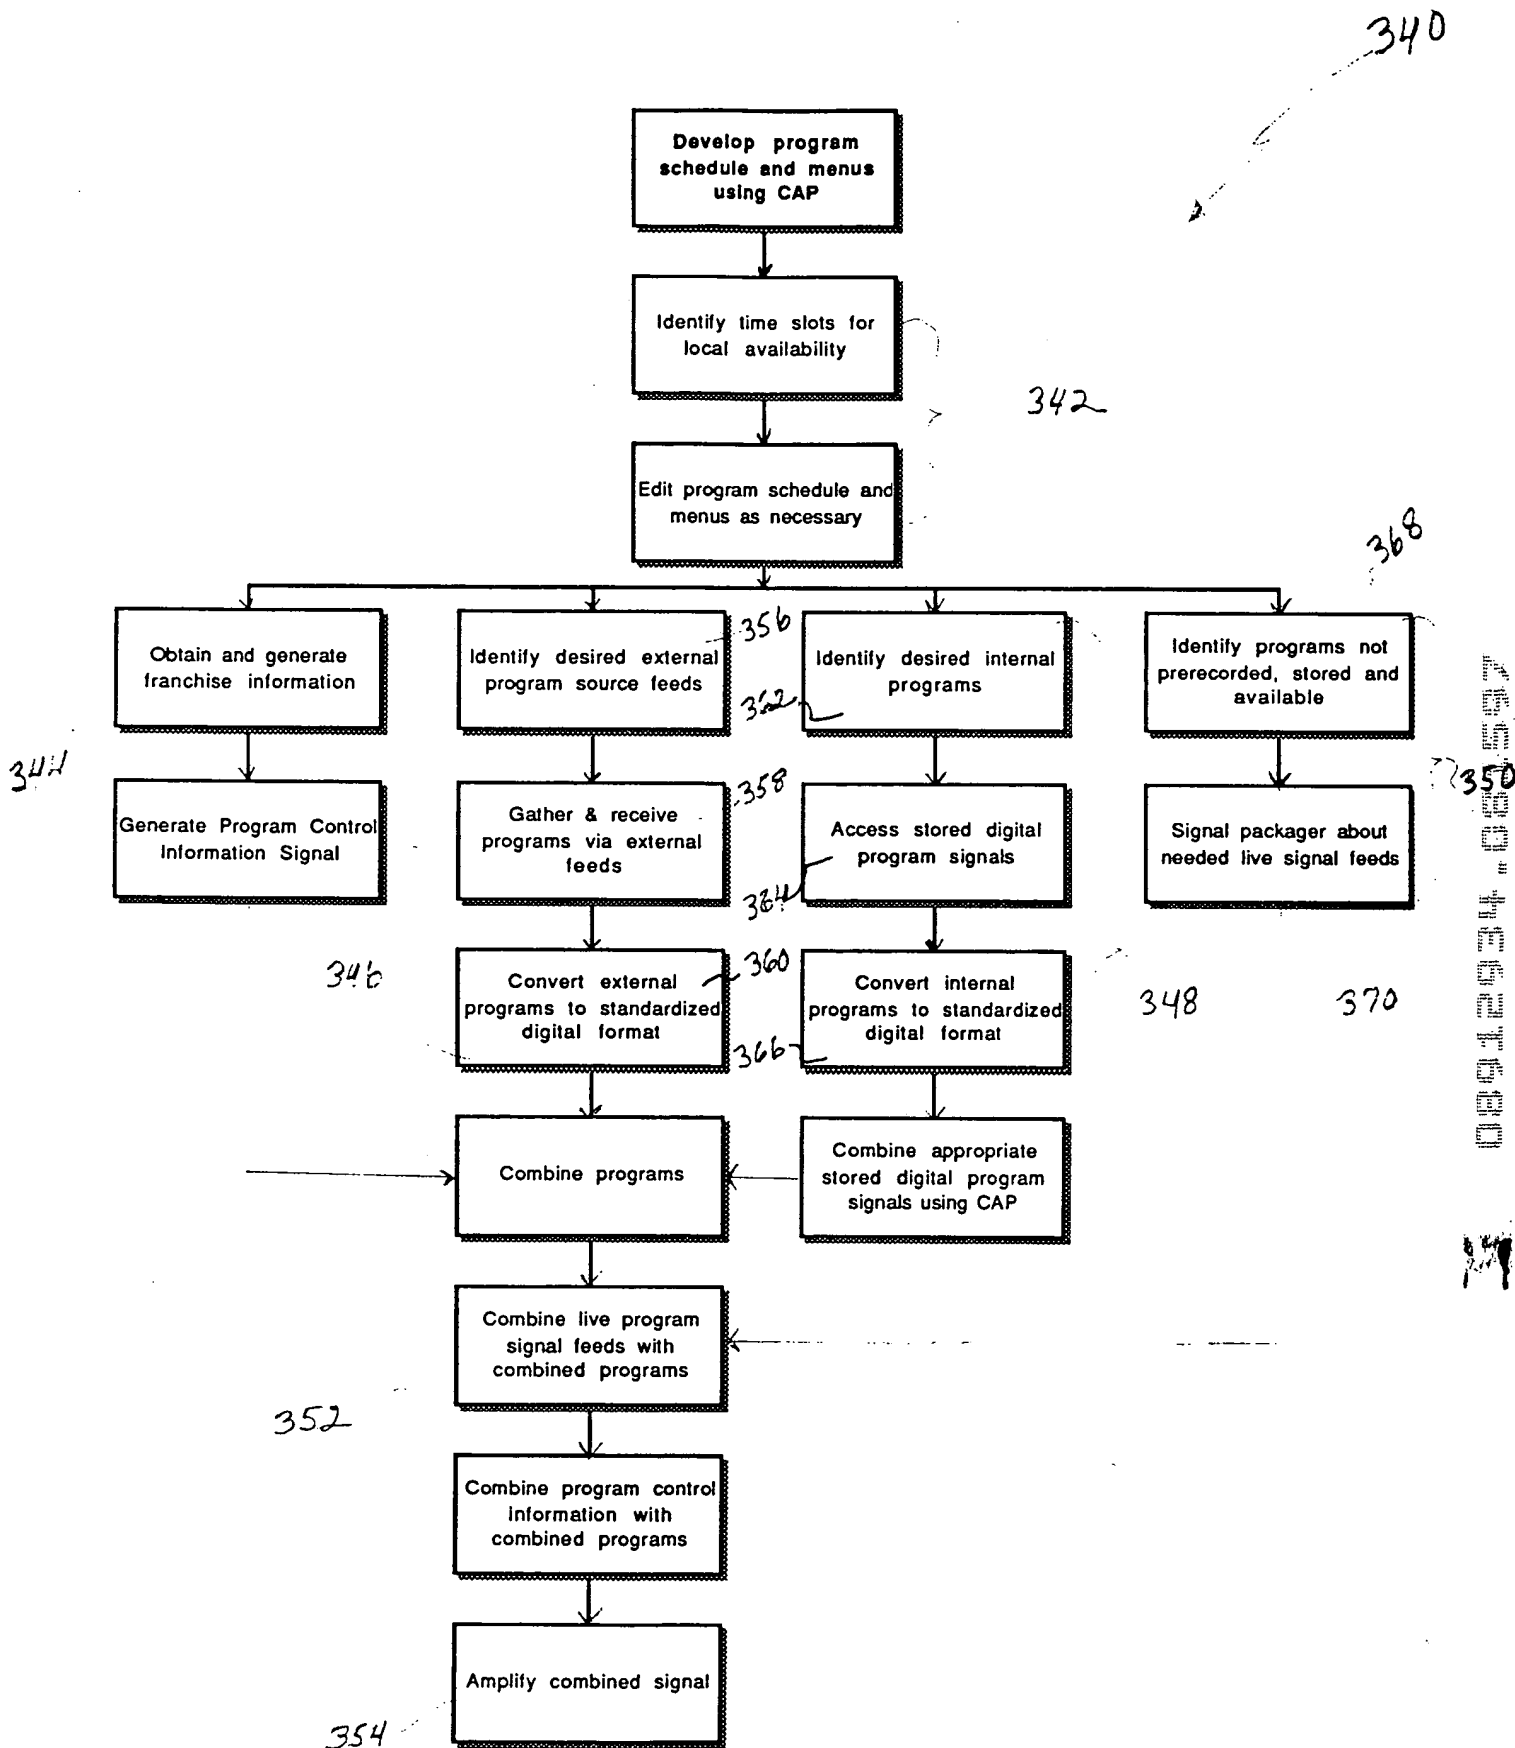 340
Develop program
schedule and menus
using CAP
Identify time slots for
local availability
342
Edit program schedule and
menus as necessary
368
Obtain and generate
franchise information
Identify desired external
program source feeds
356
Identify desired internal
programs
362
Identify programs not
prerecorded, stored and
available
344
Generate Program Control
Information Signal
Gather & receive
programs via external
feeds
358
Access stored digital
program signals
364
Signal packager about
needed live signal feeds
350
346
Convert external
programs to standardized
digital format
360
Convert internal
programs to standardized
digital format
366
348
370
Combine programs
Combine appropriate
stored digital program
signals using CAP
Combine live program
signal feeds with
combined programs
352
Combine program control
information with
combined programs
Amplify combined signal
354